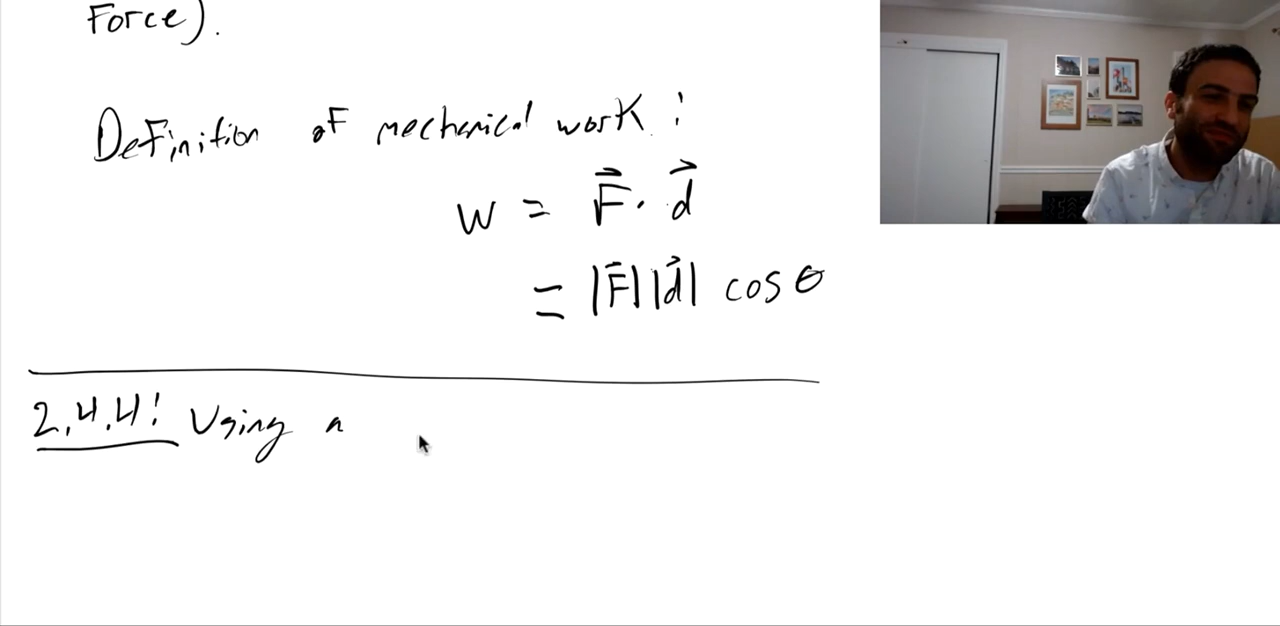 Force).
Definition of mechanical work:
W = F⃗ · d⃗
= |F⃗| |d⃗| cos θ
2.4.4: Using a